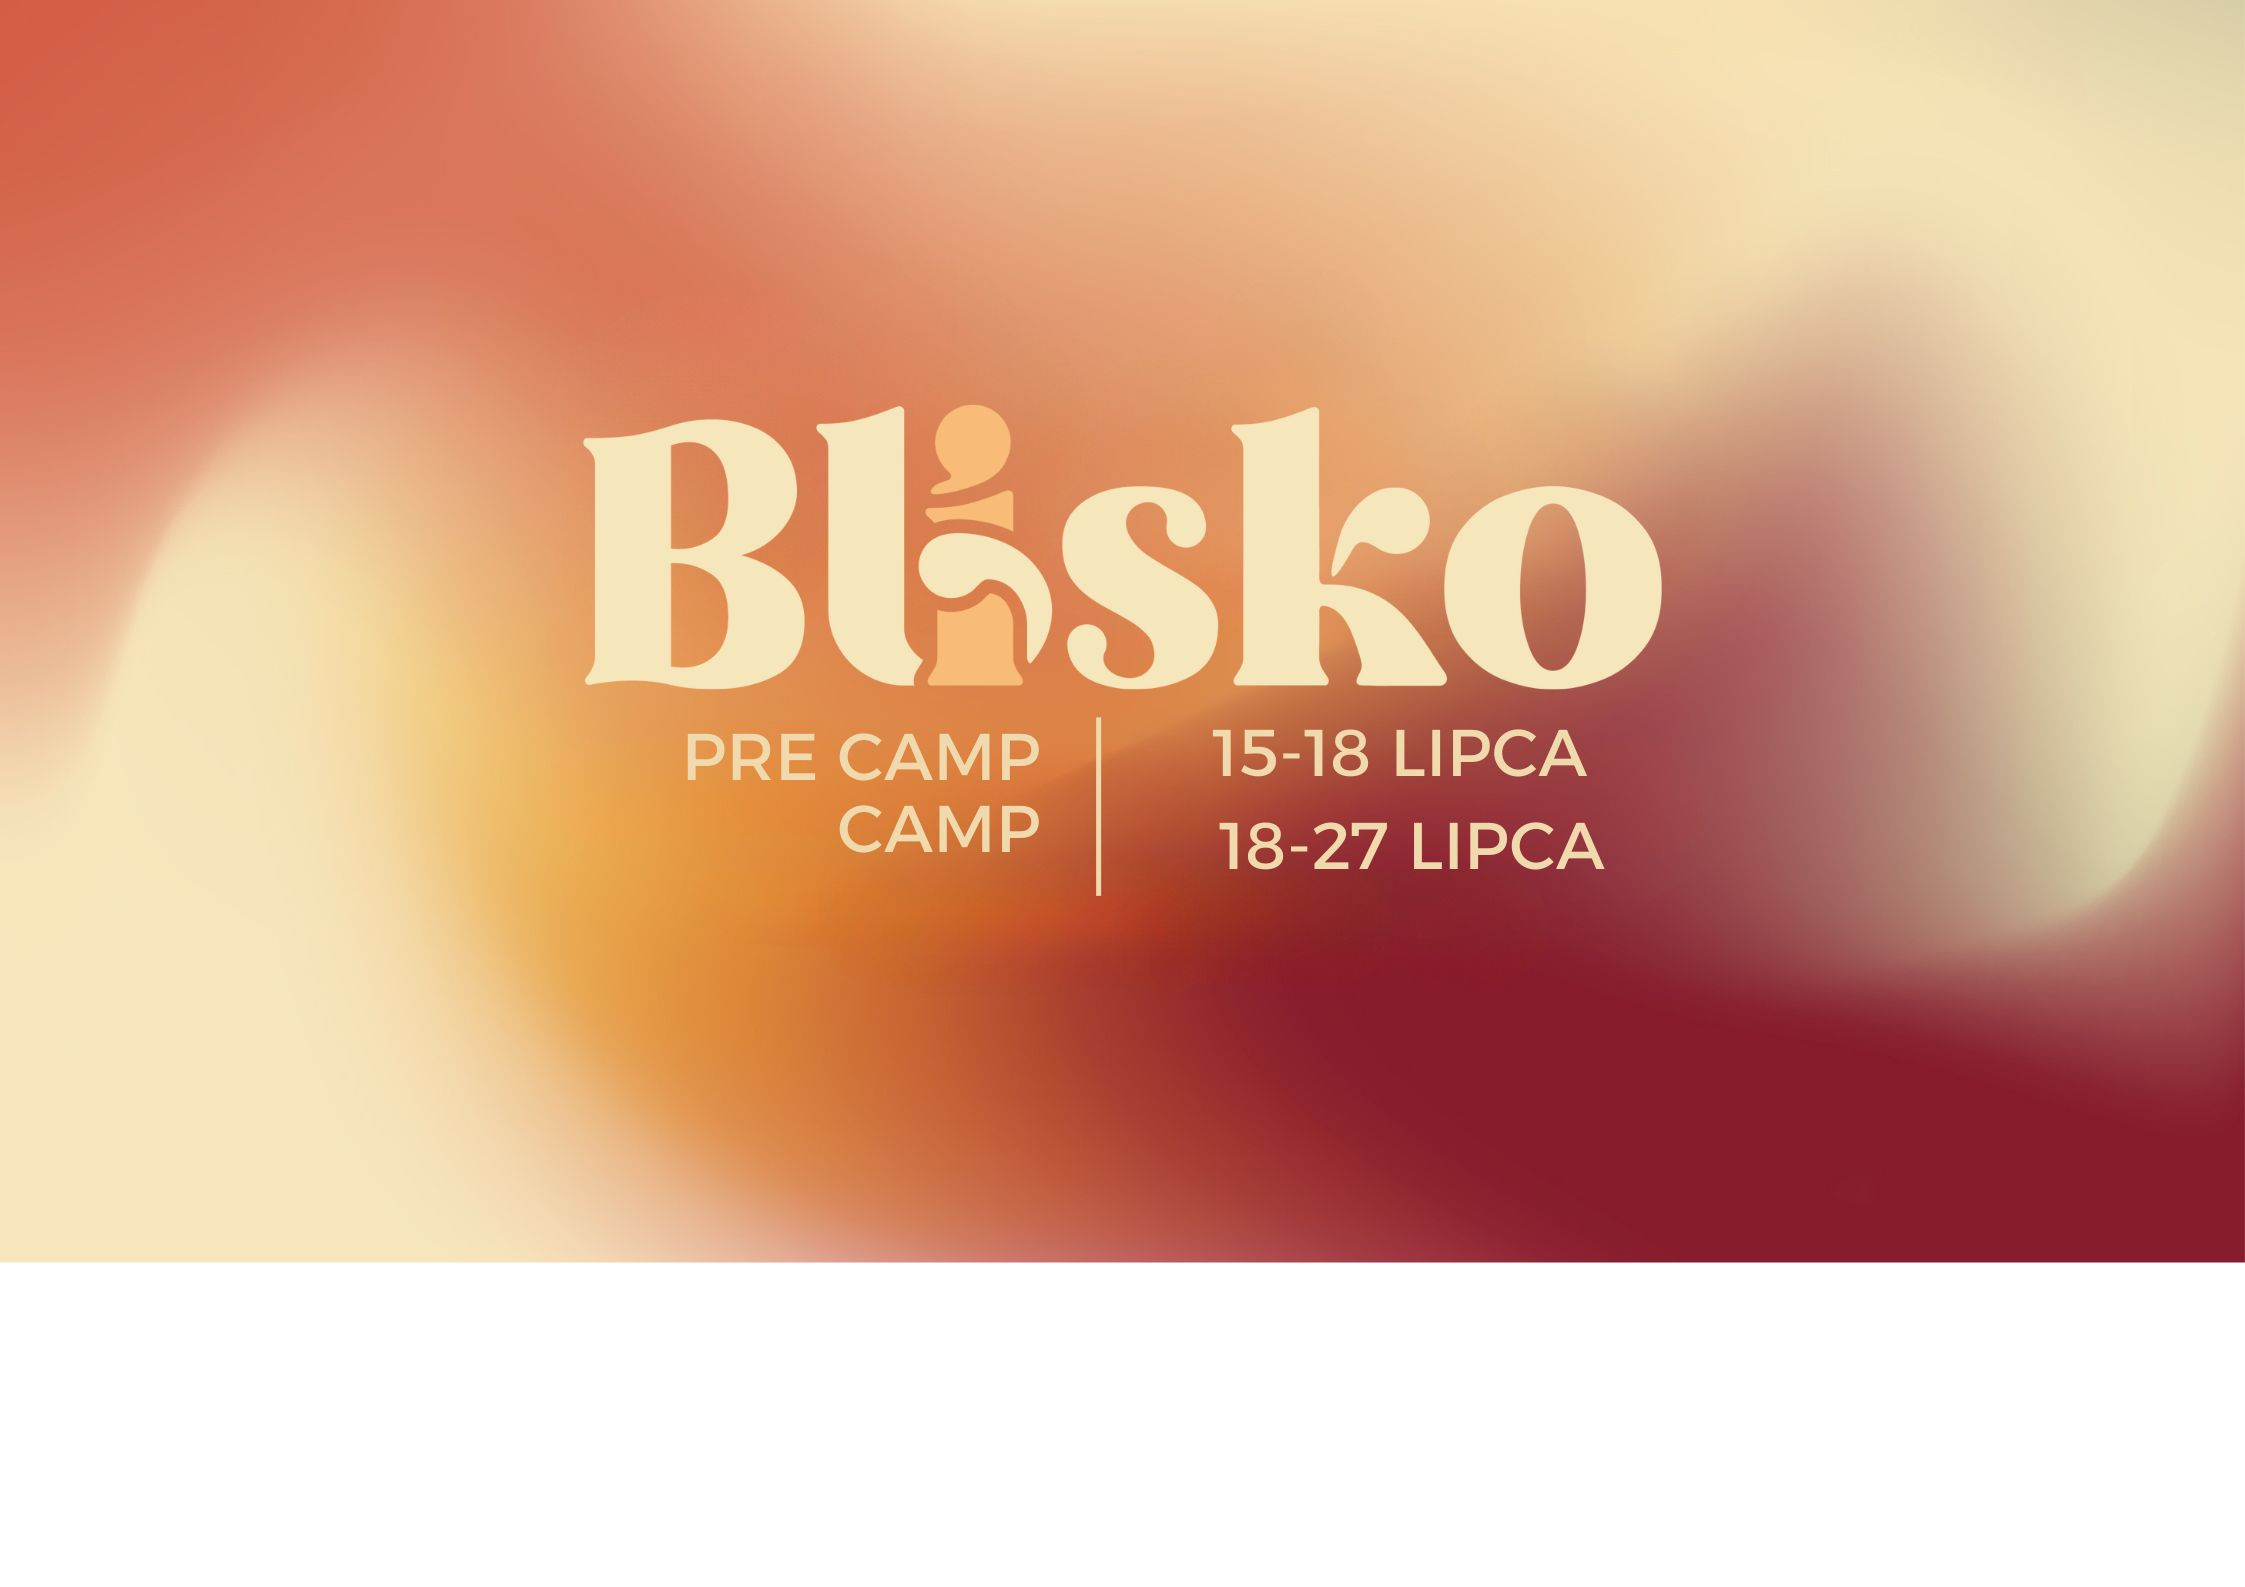 Blisko
PRE CAMP
CAMP
15-18 LIPCA
18-27 LIPCA